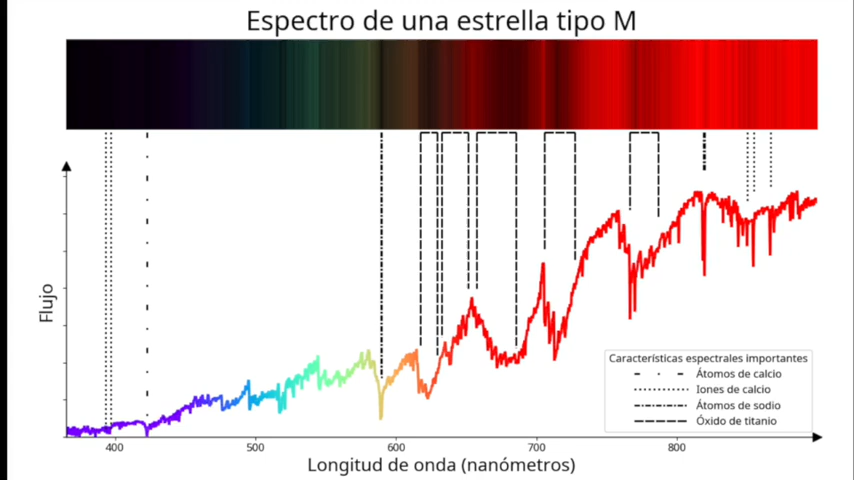 Espectro de una estrella tipo M
Flujo
Características espectrales importantes
Átomos de calcio
Iones de calcio
Átomos de sodio
Óxido de titanio
400 500 600 700 800
Longitud de onda (nanómetros)